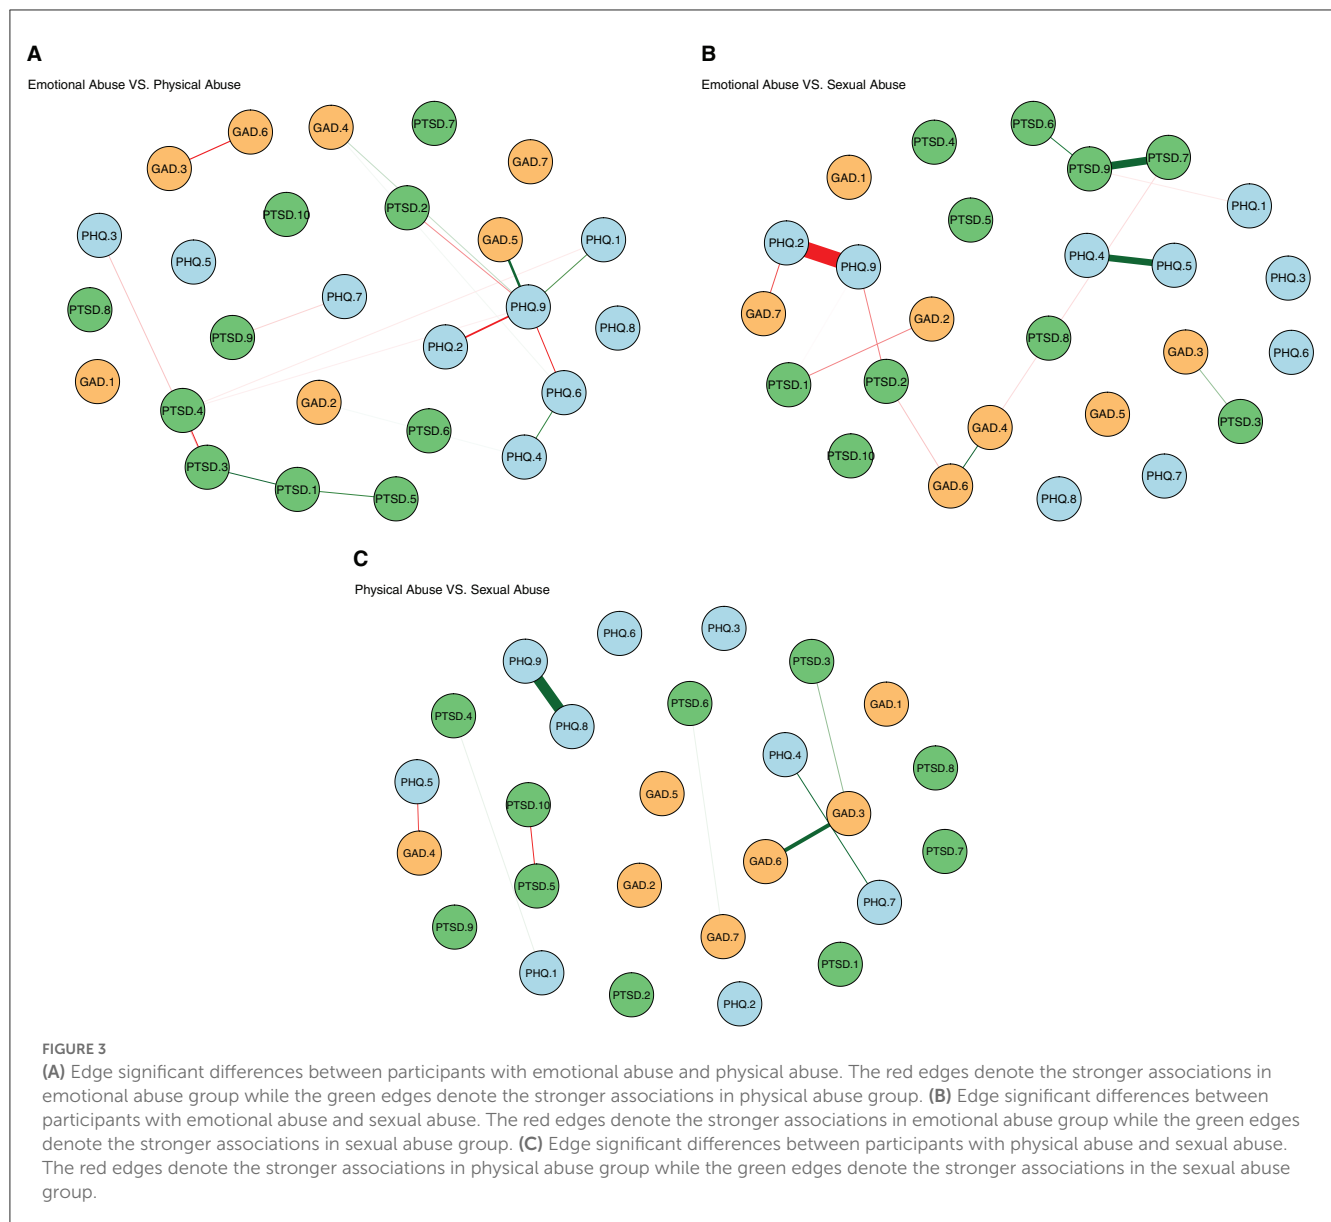 A
Emotional Abuse VS. Physical Abuse
GAD.6
GAD.4
PTSD.7
GAD.3
GAD.7
PTSD.2
PTSD.10
PHQ.3
GAD.5
PHQ.1
PHQ.5
PHQ.7
PHQ.9
PTSD.8
PTSD.9
PHQ.8
PHQ.2
GAD.1
PHQ.6
PTSD.4
GAD.2
PTSD.6
PHQ.4
PTSD.3
PTSD.1
PTSD.5
B
Emotional Abuse VS. Sexual Abuse
PTSD.6
PTSD.4
PTSD.9
PTSD.7
GAD.1
PHQ.1
PTSD.5
PHQ.2
PHQ.9
PHQ.4
PHQ.5
PHQ.3
GAD.7
GAD.2
PTSD.8
GAD.3
PHQ.6
PTSD.1
PTSD.2
GAD.5
PTSD.3
GAD.4
PTSD.10
GAD.6
PHQ.7
PHQ.8
C
Physical Abuse VS. Sexual Abuse
PHQ.6
PHQ.3
PHQ.9
PTSD.3
PTSD.4
PHQ.8
PTSD.6
GAD.1
PHQ.4
PTSD.8
PHQ.5
PTSD.10
GAD.5
GAD.3
GAD.4
GAD.6
PTSD.7
PTSD.5
GAD.2
PHQ.7
PTSD.9
GAD.7
PHQ.1
PTSD.1
PTSD.2
PHQ.2
FIGURE 3
(A) Edge significant differences between participants with emotional abuse and physical abuse. The red edges denote the stronger associations in
emotional abuse group while the green edges denote the stronger associations in physical abuse group. (B) Edge significant differences between
participants with emotional abuse and sexual abuse. The red edges denote the stronger associations in emotional abuse group while the green edges
denote the stronger associations in sexual abuse group. (C) Edge significant differences between participants with physical abuse and sexual abuse.
The red edges denote the stronger associations in physical abuse group while the green edges denote the stronger associations in the sexual abuse
group.